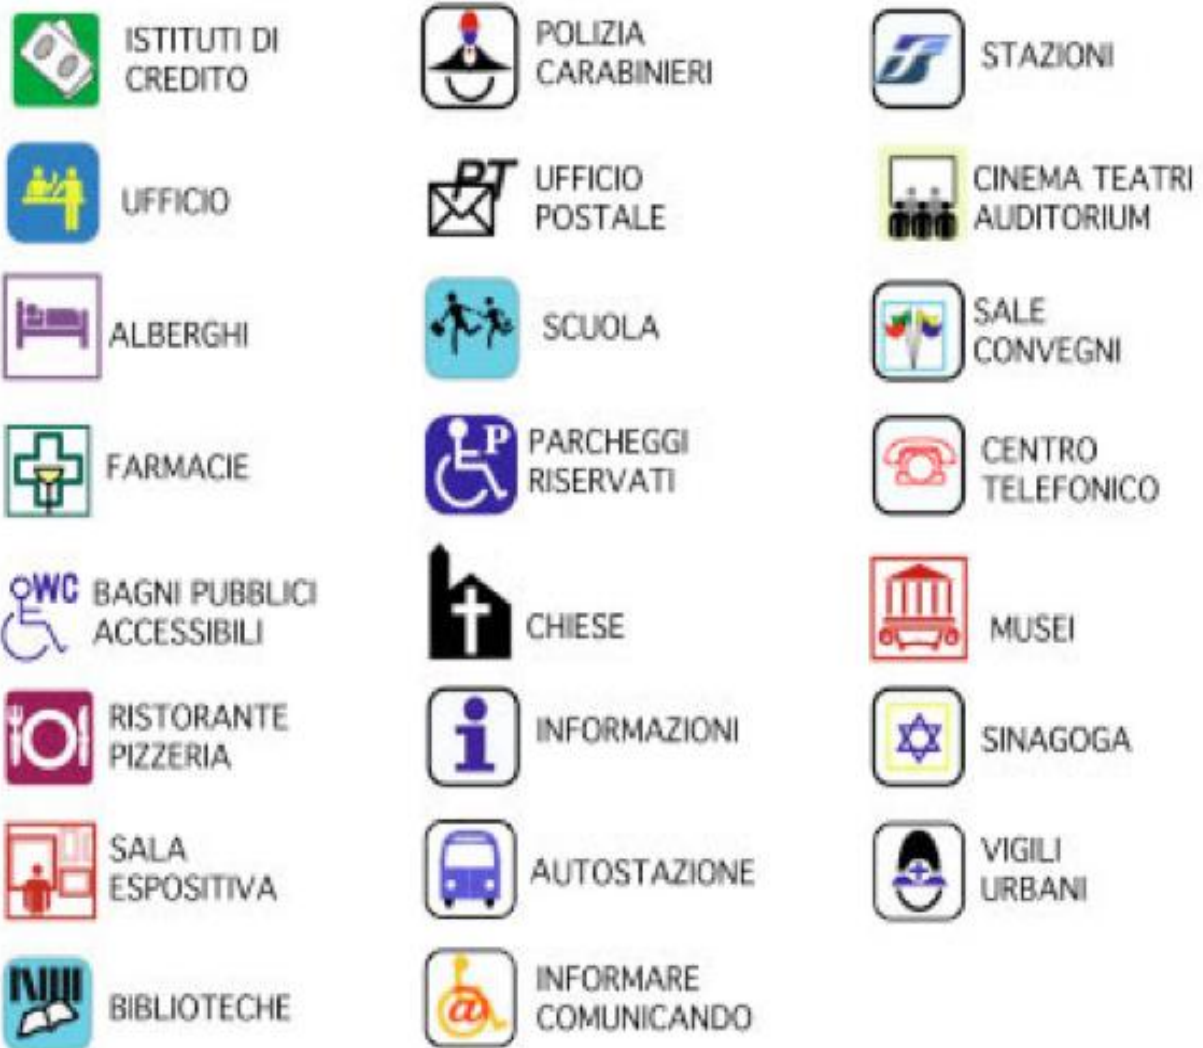 ISTITUTI DI
CREDITO
UFFICIO
ALBERGHI
FARMACIE
WC
BAGNI PUBBLICI
ACCESSIBILI
RISTORANTE
PIZZERIA
SALA
ESPOSITIVA
BIBLIOTECHE
POLIZIA
CARABINIERI
PT
UFFICIO
POSTALE
SCUOLA
P
PARCHEGGI
RISERVATI
CHIESE
i
INFORMAZIONI
AUTOSTAZIONE
@
INFORMARE
COMUNICANDO
STAZIONI
CINEMA TEATRI
AUDITORIUM
SALE
CONVEGNI
CENTRO
TELEFONICO
MUSEI
SINAGOGA
VIGILI
URBANI